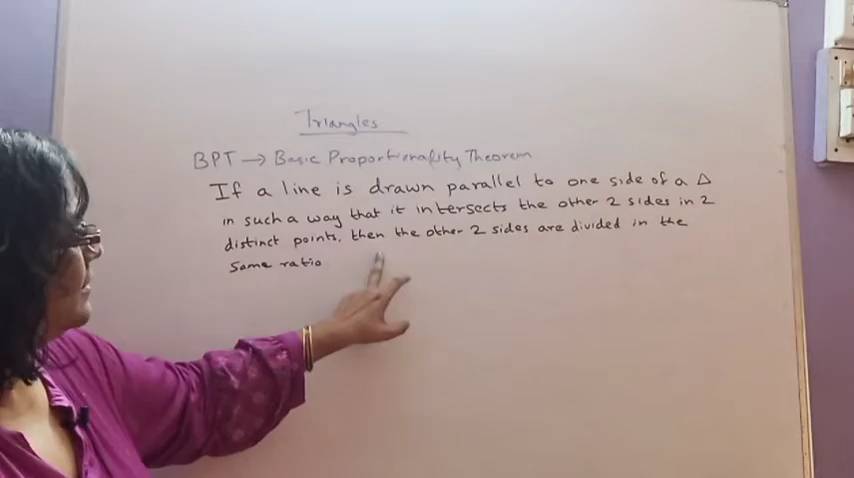 Triangles
BPT → Basic Proportionality Theorem
If a line is drawn parallel to one side of a Δ
in such a way that it intersects the other 2 sides in 2
distinct points, then the other 2 sides are divided in the
same ratio